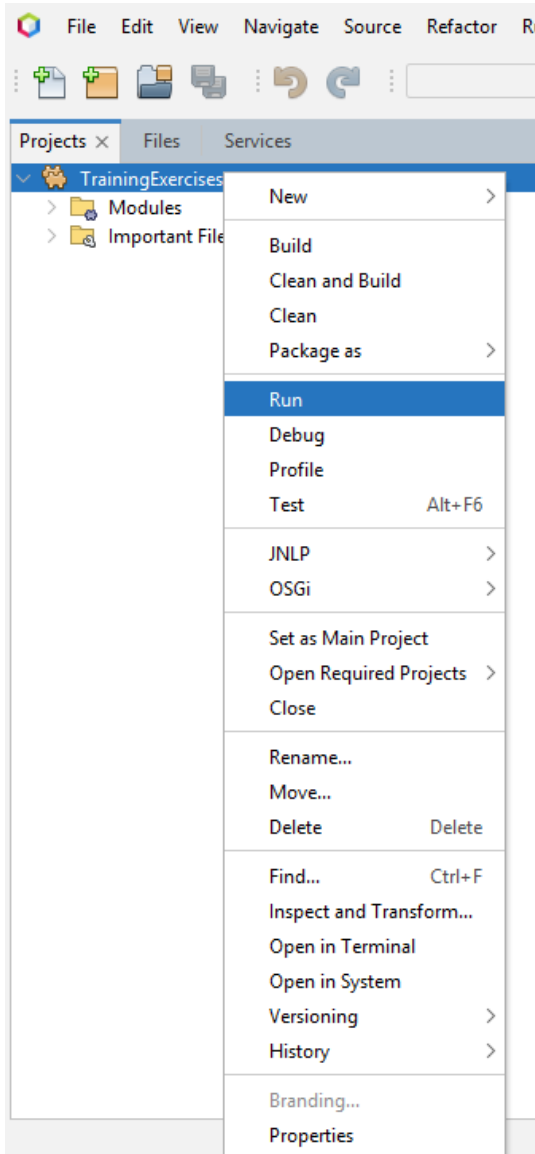 File Edit View Navigate Source Refactor
Projects Files Services
TrainingExercises
Modules
Important File
New
Build
Clean and Build
Clean
Package as
Run
Debug
Profile
Test Alt+F6
JNLP
OSGi
Set as Main Project
Open Required Projects
Close
Rename...
Move...
Delete Delete
Find... Ctrl+F
Inspect and Transform...
Open in Terminal
Open in System
Versioning
History
Branding...
Properties